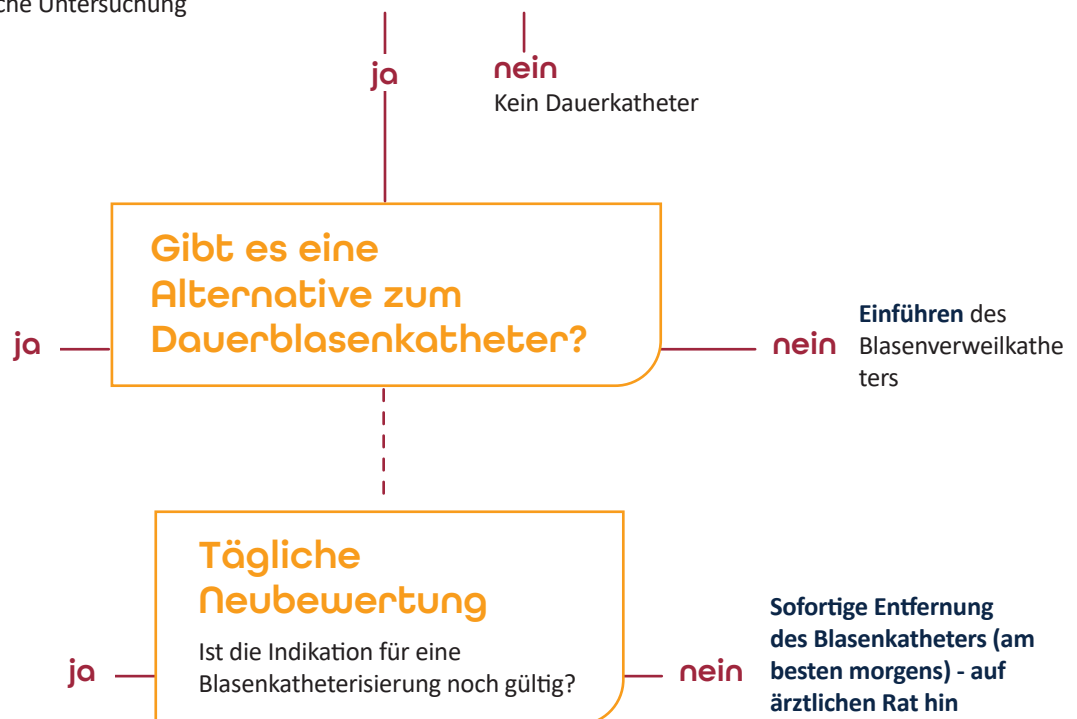 che Untersuchung
ja
nein
Kein Dauerkatheter
Gibt es eine
Alternative zum
Dauerblasenkatheter?
ja
nein
Einführen des
Blasenverweilkathe
ters
Tägliche
Neubewertung
Ist die Indikation für eine
Blasenkatheterisierung noch gültig?
ja
nein
Sofortige Entfernung
des Blasenkatheters (am
besten morgens) - auf
ärztlichen Rat hin